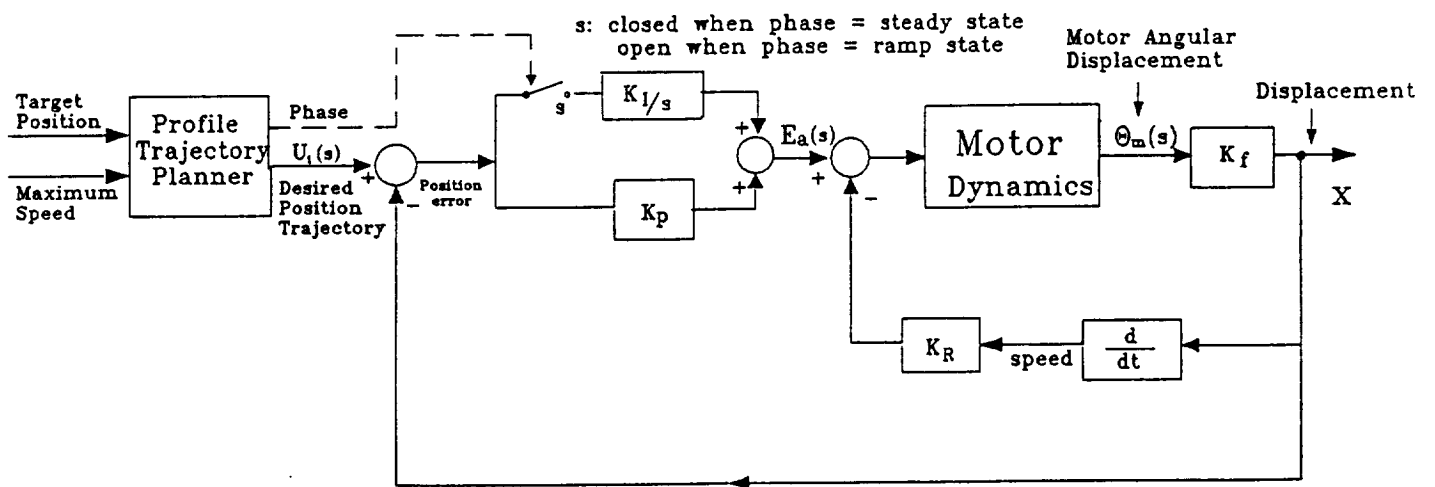 s: closed when phase = steady state
open when phase = ramp state
Motor Angular
Displacement
Displacement
Target
Position
Maximum
Speed
Profile
Trajectory
Planner
Phase
U₁(s)
Desired
Position
Trajectory
+
-
Position
error
s
K I/s
Kp
+
+
Ea(s)
+
-
Motor
Dynamics
Θm(s)
Kf
X
KR
speed
d
dt